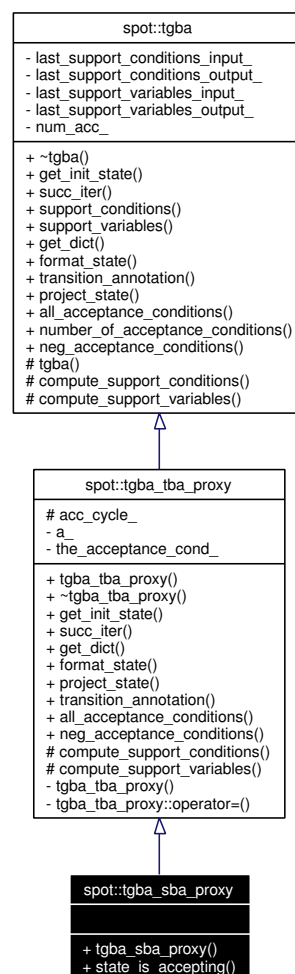 spot::tgba
- last_support_conditions_input_
- last_support_conditions_output_
- last_support_variables_input_
- last_support_variables_output_
- num_acc_
+ ~tgba()
+ get_init_state()
+ succ_iter()
+ support_conditions()
+ support_variables()
+ get_dict()
+ format_state()
+ transition_annotation()
+ project_state()
+ all_acceptance_conditions()
+ number_of_acceptance_conditions()
+ neg_acceptance_conditions()
# tgba()
# compute_support_conditions()
# compute_support_variables()
spot::tgba_tba_proxy
# acc_cycle_
- a_
- the_acceptance_cond_
+ tgba_tba_proxy()
+ ~tgba_tba_proxy()
+ get_init_state()
+ succ_iter()
+ get_dict()
+ format_state()
+ project_state()
+ transition_annotation()
+ all_acceptance_conditions()
+ neg_acceptance_conditions()
# compute_support_conditions()
# compute_support_variables()
- tgba_tba_proxy()
- tgba_tba_proxy::operator=()
spot::tgba_sba_proxy
+ tgba_sba_proxy()
+ state_is_accepting()